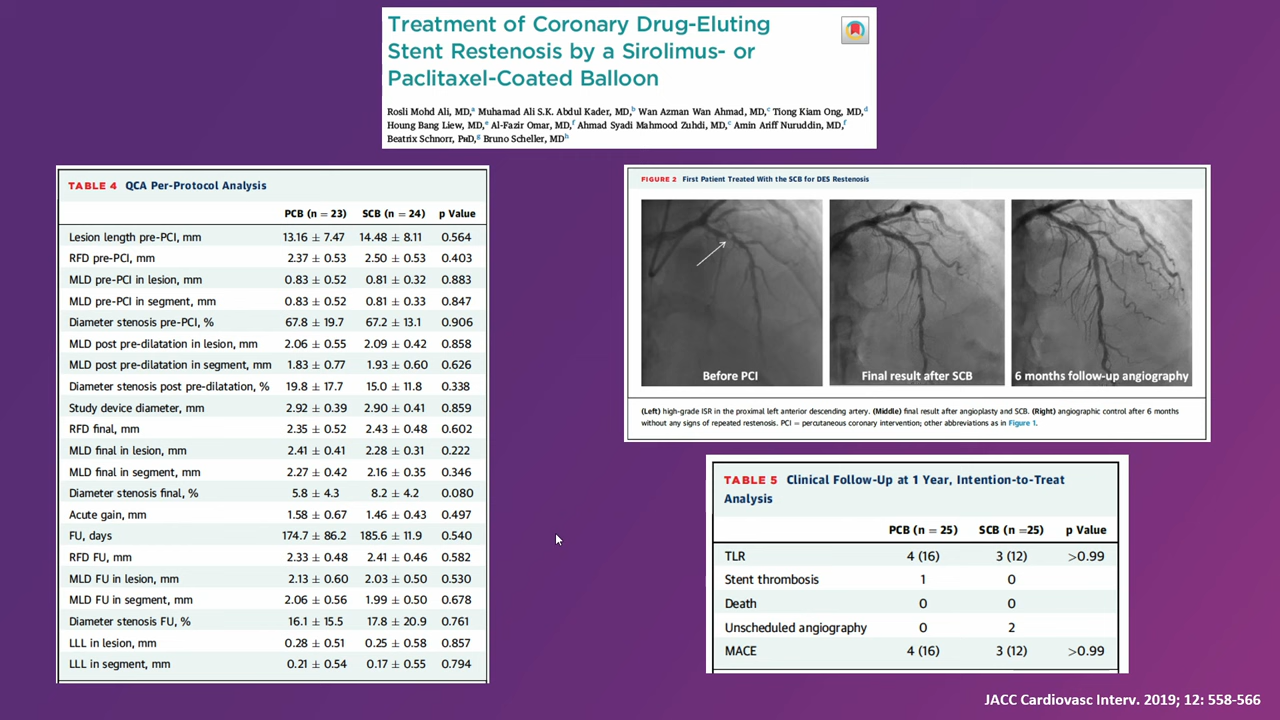 Treatment of Coronary Drug-Eluting
Stent Restenosis by a Sirolimus- or
Paclitaxel-Coated Balloon
Rosli Mohd Ali, MD,a Muhamad Ali S.K. Abdul Kader, MD,b Wan Azman Wan Ahmad, MD,c Tiong Kiam Ong, MD,d
Houng Bang Liew, MD,e Al-Fazir Omar, MD,f Ahmad Syadi Mahmood Zuhdi, MD,c Amin Ariff Nuruddin, MD,f
Beatrix Schnorr, PhD,g Bruno Scheller, MDh
TABLE 4 QCA Per-Protocol Analysis
PCB (n = 23) SCB (n = 24) p Value
Lesion length pre-PCI, mm 13.16 ± 7.47 14.48 ± 8.11 0.564
RFD pre-PCI, mm 2.37 ± 0.53 2.50 ± 0.53 0.403
MLD pre-PCI in lesion, mm 0.83 ± 0.52 0.81 ± 0.32 0.883
MLD pre-PCI in segment, mm 0.83 ± 0.52 0.81 ± 0.33 0.847
Diameter stenosis pre-PCI, % 67.8 ± 19.7 67.2 ± 13.1 0.906
MLD post pre-dilatation in lesion, mm 2.06 ± 0.55 2.09 ± 0.42 0.858
MLD post pre-dilatation in segment, mm 1.83 ± 0.77 1.93 ± 0.60 0.626
Diameter stenosis post pre-dilatation, % 19.8 ± 17.7 15.0 ± 11.8 0.338
Study device diameter, mm 2.92 ± 0.39 2.90 ± 0.41 0.859
RFD final, mm 2.35 ± 0.52 2.43 ± 0.48 0.602
MLD final in lesion, mm 2.41 ± 0.41 2.28 ± 0.31 0.222
MLD final in segment, mm 2.27 ± 0.42 2.16 ± 0.35 0.346
Diameter stenosis final, % 5.8 ± 4.3 8.2 ± 4.2 0.080
Acute gain, mm 1.58 ± 0.67 1.46 ± 0.43 0.497
FU, days 174.7 ± 86.2 185.6 ± 11.9 0.540
RFD FU, mm 2.33 ± 0.48 2.41 ± 0.46 0.582
MLD FU in lesion, mm 2.13 ± 0.60 2.03 ± 0.50 0.530
MLD FU in segment, mm 2.06 ± 0.56 1.99 ± 0.50 0.678
Diameter stenosis FU, % 16.1 ± 15.5 17.8 ± 20.9 0.761
LLL in lesion, mm 0.28 ± 0.51 0.25 ± 0.58 0.857
LLL in segment, mm 0.21 ± 0.54 0.17 ± 0.55 0.794
FIGURE 2 First Patient Treated With the SCB for DES Restenosis
Before PCI Final result after SCB 6 months follow-up angiography
(Left) high-grade ISR in the proximal left anterior descending artery. (Middle) final result after angioplasty and SCB. (Right) angiographic control after 6 months
without any signs of repeated restenosis. PCI = percutaneous coronary intervention; other abbreviations as in Figure 1.
TABLE 5 Clinical Follow-Up at 1 Year, Intention-to-Treat
Analysis
PCB (n = 25) SCB (n =25) p Value
TLR 4 (16) 3 (12) >0.99
Stent thrombosis 1 0
Death 0 0
Unscheduled angiography 0 2
MACE 4 (16) 3 (12) >0.99
JACC Cardiovasc Interv. 2019; 12: 558-566